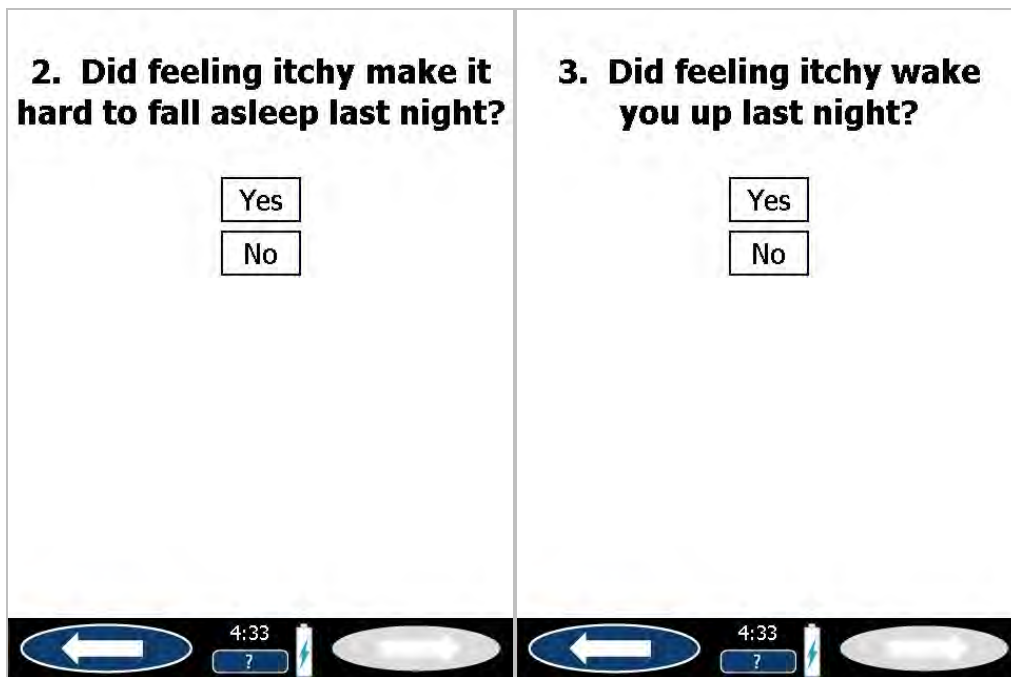 2. Did feeling itchy make it
hard to fall asleep last night?
Yes
No
4:33
?
3. Did feeling itchy wake
you up last night?
Yes
No
4:33
?